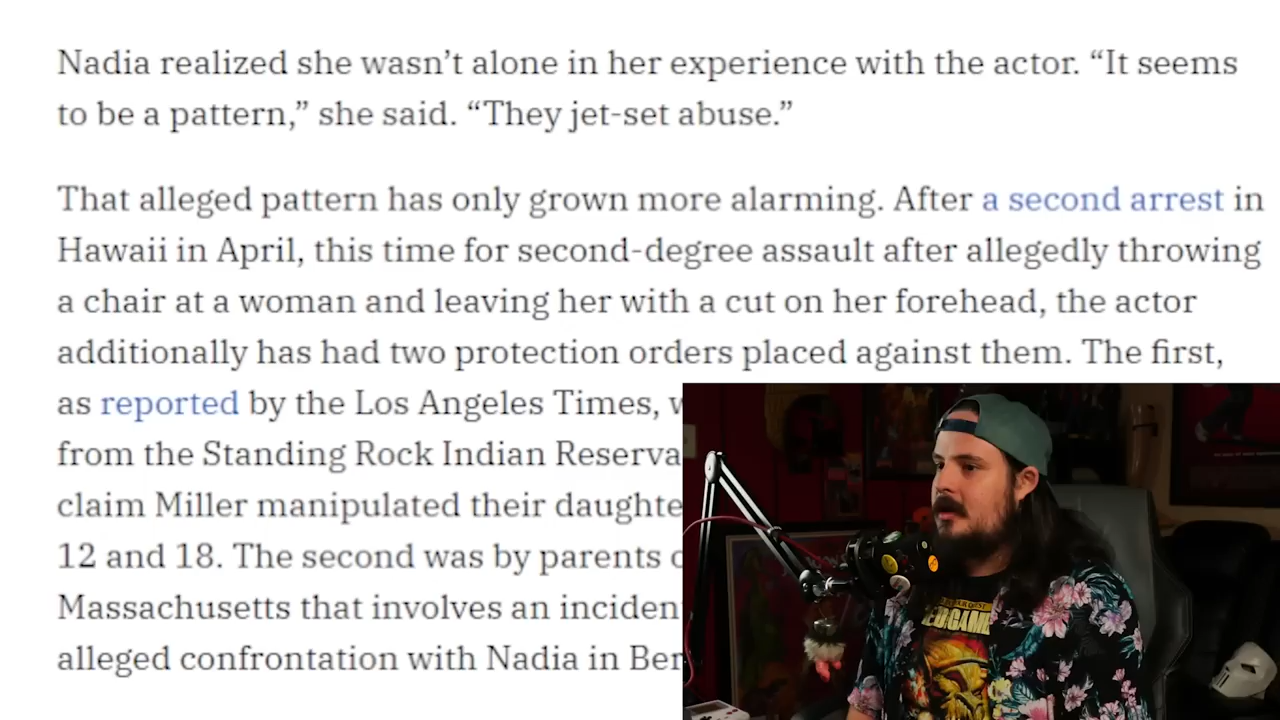 Nadia realized she wasn’t alone in her experience with the actor. “It seems
to be a pattern,” she said. “They jet-set abuse.”
That alleged pattern has only grown more alarming. After a second arrest in
Hawaii in April, this time for second-degree assault after allegedly throwing
a chair at a woman and leaving her with a cut on her forehead, the actor
additionally has had two protection orders placed against them. The first,
as reported by the Los Angeles Times,
from the Standing Rock Indian
claim Miller manipulated their
12 and 18. The second was by parents
Massachusetts that involves an
alleged confrontation with Nadia in